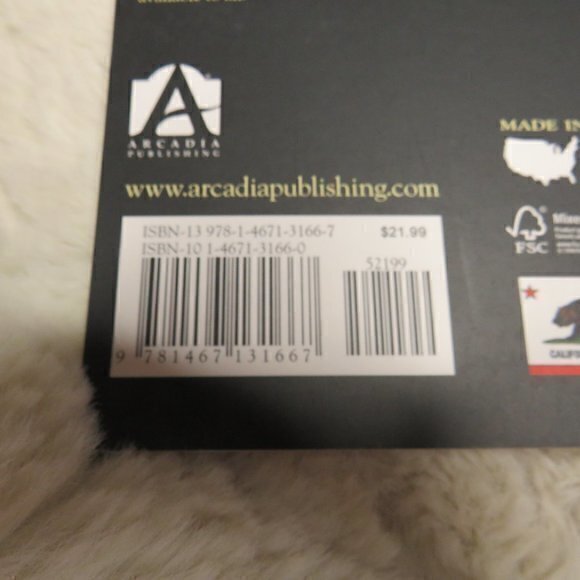 ARCADIA
PUBLISHING
MADE IN
www.arcadiapublishing.com
ISBN-13 978-1-4671-3166-7
$21.99
ISBN-10 1-4671-3166-0
52199
9 781467 131667
FSC